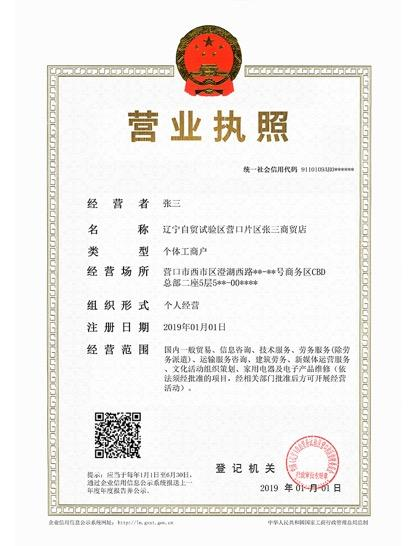 营业执照
统一社会信用代码 9110109AB0******
经营者 张三
名称 辽宁自贸试验区营口片区张三商贸店
类型 个体工商户
经营场所 营口市西市区澄湖西路**-**号商务区CBD
总部二座5层5**-00****
组织形式 个人经营
注册日期 2019年01月01日
经营范围 国内一般贸易、信息咨询、技术服务、劳务服务(除劳
务派遣)、运输服务咨询、建筑劳务、新媒体运营服务
、文化活动组织策划、家用电器及电子产品维修（依
法须经批准的项目，经相关部门批准后方可开展经营
活动）。
登记机关
2019 年 01 月 01 日
提示：应当于每年1月1日至6月30日，
通过企业信用信息公示系统报送上一
年度年度报告并公示。
企业信用信息公示系统网址：http://ln.gsxt.gov.cn
中华人民共和国国家工商行政管理总局监制